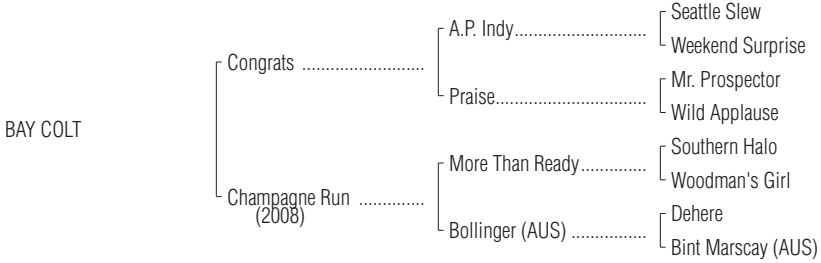 Seattle Slew
A.P. Indy............................
Weekend Surprise
Congrats ..........................
Mr. Prospector
Praise................................
Wild Applause
BAY COLT
Southern Halo
More Than Ready..............
Woodman's Girl
Champagne Run ..............
(2008)
Dehere
Bollinger (AUS) ................
Bint Marscay (AUS)